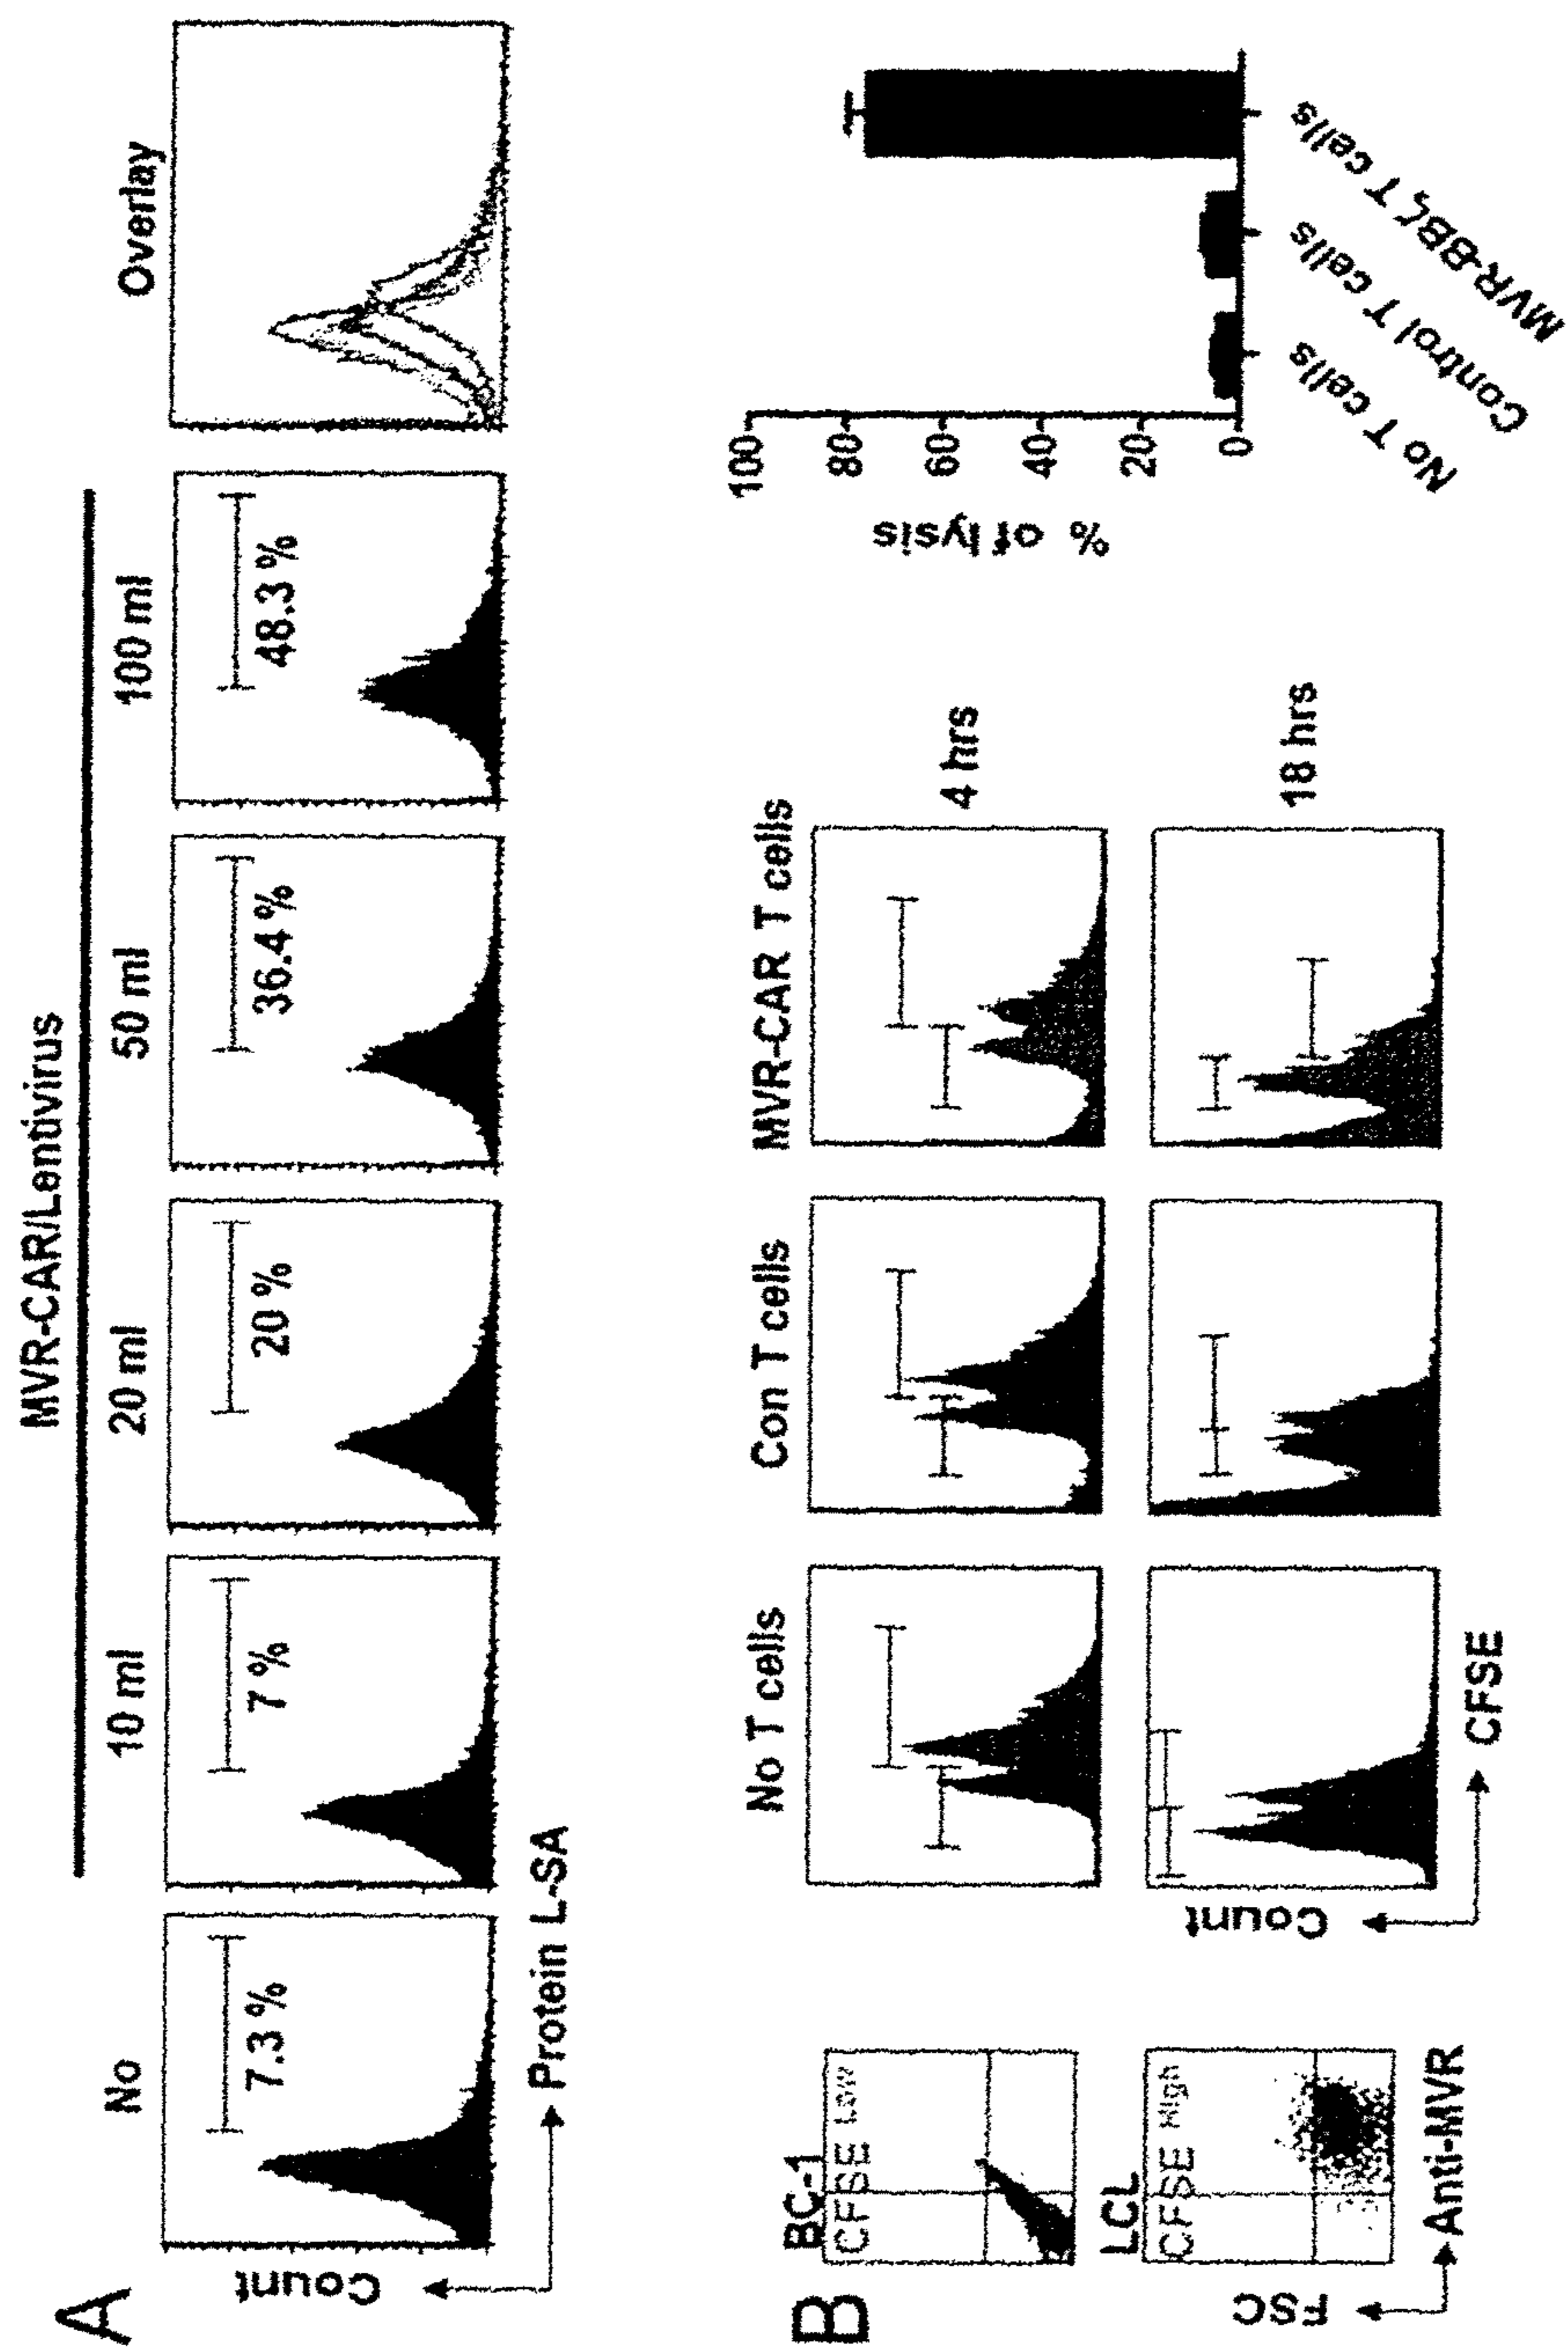 A
MVR-CAR/Lentivirus
No
10 ml
20 ml
50 ml
100 ml
Overlay
7.3 %
7 %
20 %
36.4 %
48.3 %
Count
Protein L-SA
B
BC-1
CFSE Low
LCL
CFSE High
FSC
Anti-MVR
No T cells
Con T cells
MVR-CAR T cells
4 hrs
18 hrs
Count
CFSE
% of lysis
100
80
60
40
20
0
No T cells
Control T cells
MVR-BBζ T cells